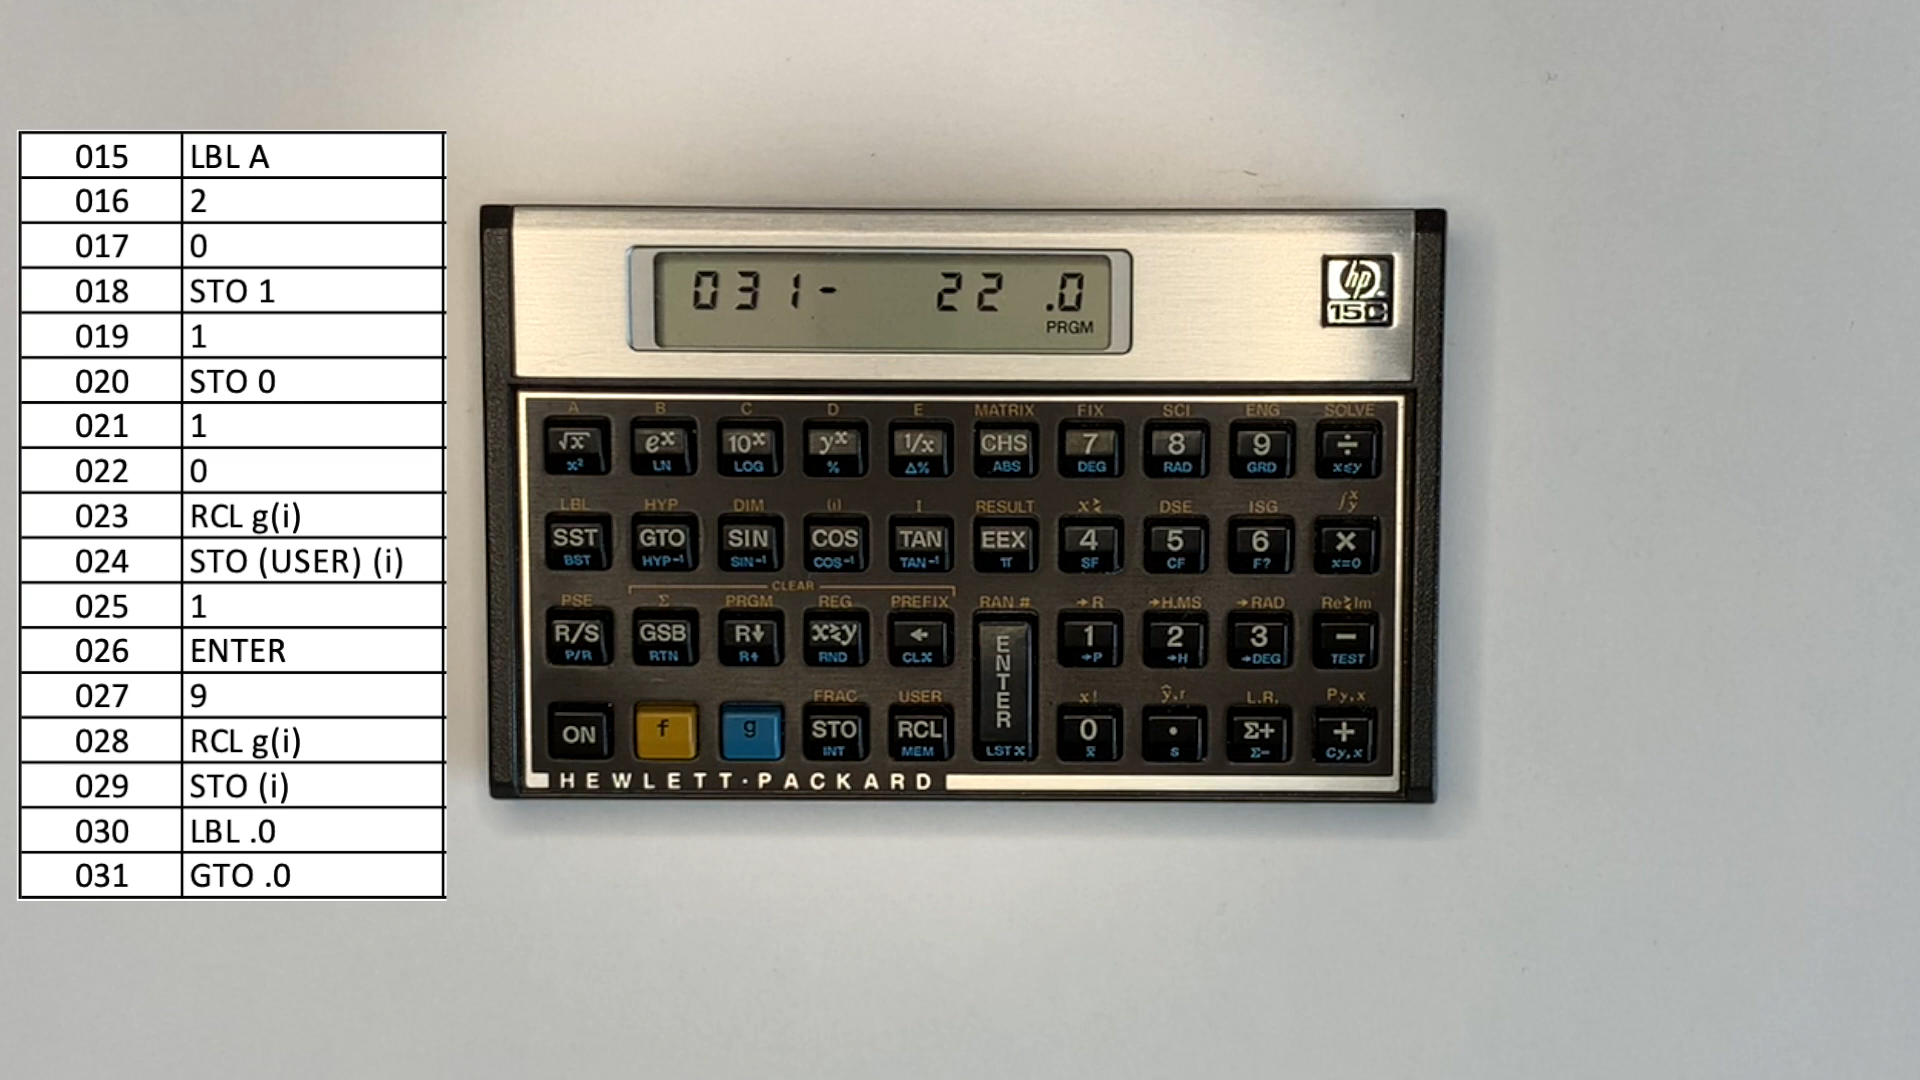 015 LBL A
016 2
017 0
018 STO 1
019 1
020 STO 0
021 1
022 0
023 RCL g(i)
024 STO (USER) (i)
025 1
026 ENTER
027 9
028 RCL g(i)
029 STO (i)
030 LBL .0
031 GTO .0
031- 22 .0
PRGM
hp
15C
A B C D E MATRIX FIX SCI ENG SOLVE
√x eˣ 10ˣ yˣ 1/x CHS 7 8 9 ÷
x² LN LOG % Δ% ABS DEG RAD GRD x≤y
LBL HYP DIM (i) I RESULT x≷ DSE ISG ∫xy
SST GTO SIN COS TAN EEX 4 5 6 ×
BST HYP⁻¹ SIN⁻¹ COS⁻¹ TAN⁻¹ π SF CF F? x=0
CLEAR
PSE Σ PRGM REG PREFIX RAN # →R →H.MS →RAD Re≷Im
R/S GSB R↓ x≷y ← ENTER 1 2 3 −
P/R RTN R↑ RND CLX →P →H →DEG TEST
FRAC USER x! ŷ,r L.R. Py,x
ON f g STO RCL 0 . Σ+ +
INT MEM LSTX x̄ s Σ− Cy,x
HEWLETT·PACKARD